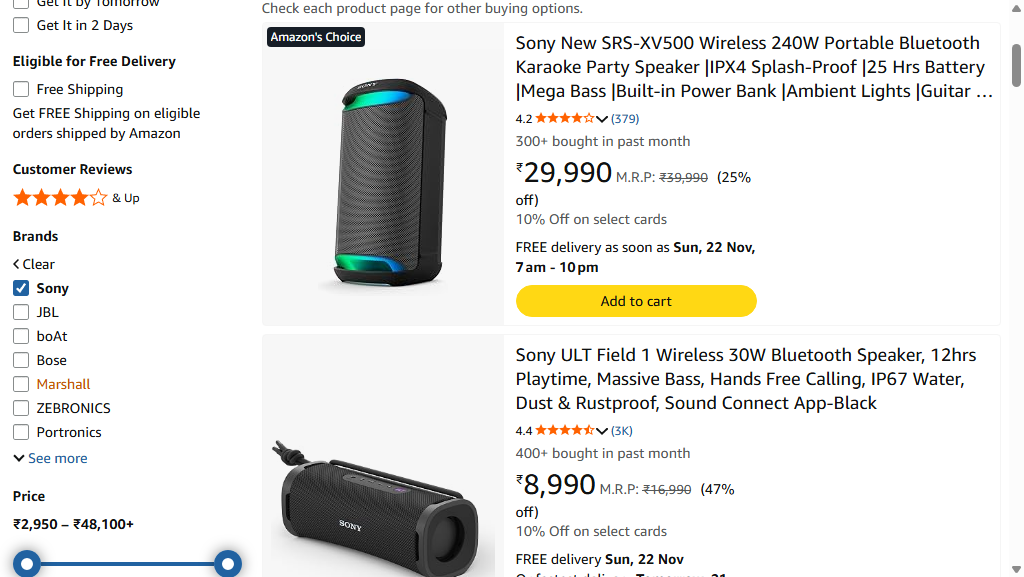 Get It by Tomorrow
Get It in 2 Days
Eligible for Free Delivery
Free Shipping
Get FREE Shipping on eligible
orders shipped by Amazon
Customer Reviews
& Up
Brands
Clear
Sony
JBL
boAt
Bose
Marshall
ZEBRONICS
Portronics
See more
Price
₹2,950 – ₹48,100+
Check each product page for other buying options.
Amazon's Choice
SONY
Sony New SRS-XV500 Wireless 240W Portable Bluetooth
Karaoke Party Speaker |IPX4 Splash-Proof |25 Hrs Battery
|Mega Bass |Built-in Power Bank |Ambient Lights |Guitar …
4.2 (379)
300+ bought in past month
₹29,990 M.R.P: ₹39,990 (25%
off)
10% Off on select cards
FREE delivery as soon as Sun, 22 Nov,
7 am - 10 pm
Add to cart
SONY
Sony ULT Field 1 Wireless 30W Bluetooth Speaker, 12hrs
Playtime, Massive Bass, Hands Free Calling, IP67 Water,
Dust & Rustproof, Sound Connect App-Black
4.4 (3K)
400+ bought in past month
₹8,990 M.R.P: ₹16,990 (47%
off)
10% Off on select cards
FREE delivery Sun, 22 Nov
Or fastest delivery Tomorrow, 21